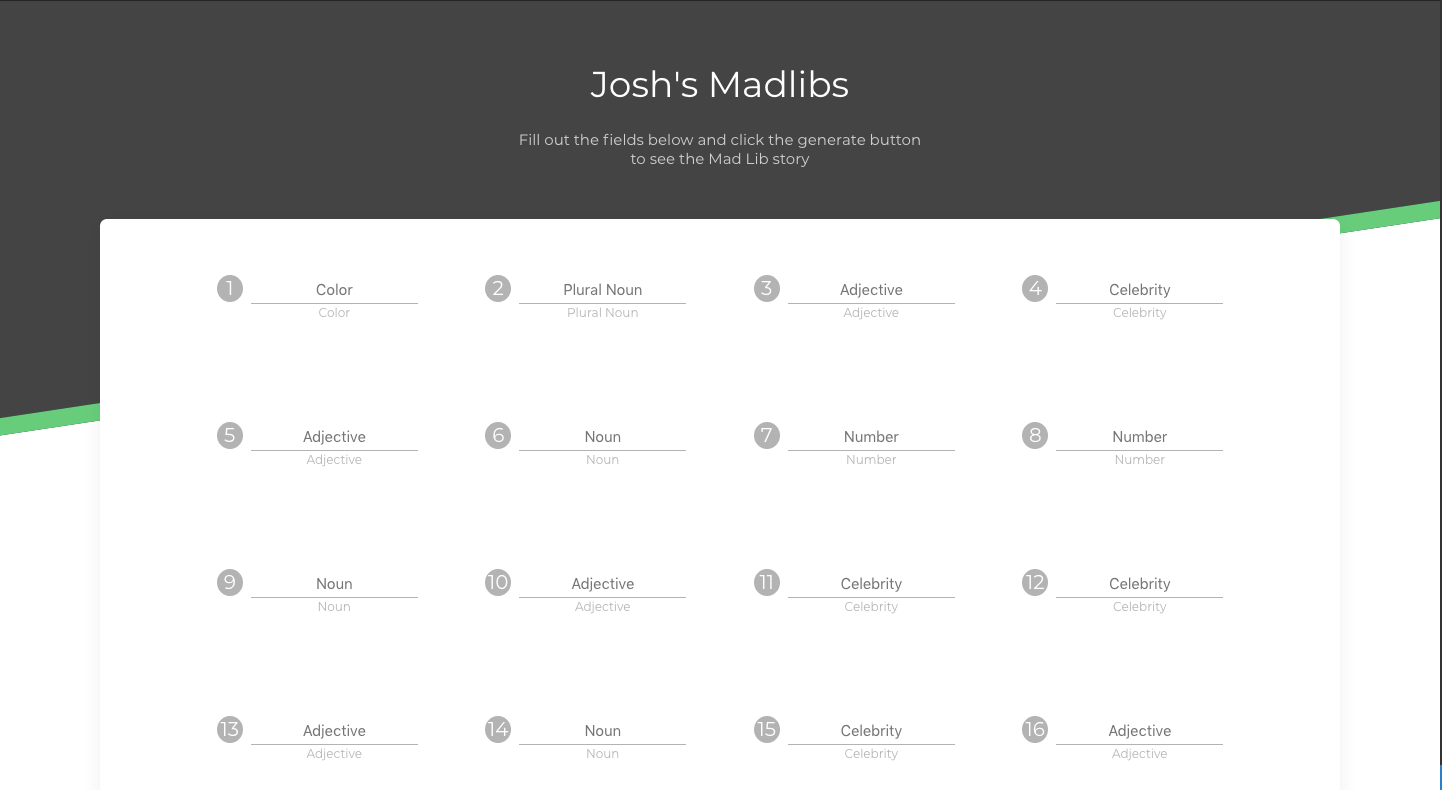 Josh's Madlibs
Fill out the fields below and click the generate button
to see the Mad Lib story
1 Color 2 Plural Noun 3 Adjective 4 Celebrity
Color Plural Noun Adjective Celebrity
5 Adjective 6 Noun 7 Number 8 Number
Adjective Noun Number Number
9 Noun 10 Adjective 11 Celebrity 12 Celebrity
Noun Adjective Celebrity Celebrity
13 Adjective 14 Noun 15 Celebrity 16 Adjective
Adjective Noun Celebrity Adjective